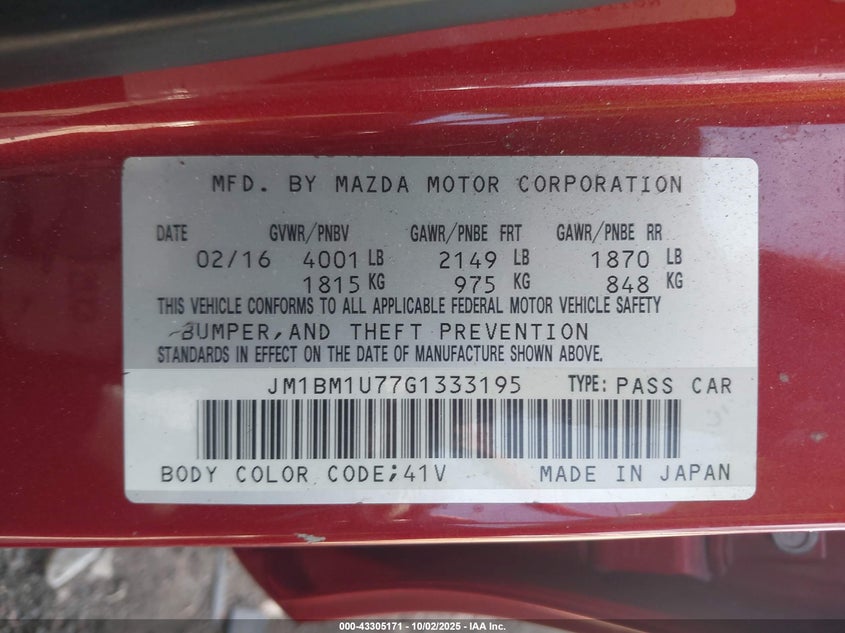 MFD. BY MAZDA MOTOR CORPORATION
DATE GVWR/PNBV GAWR/PNBE FRT GAWR/PNBE RR
02/16 4001 LB 2149 LB 1870 LB
1815 KG 975 KG 848 KG
THIS VEHICLE CONFORMS TO ALL APPLICABLE FEDERAL MOTOR VEHICLE SAFETY
BUMPER,AND THEFT PREVENTION
STANDARDS IN EFFECT ON THE DATE OF MANUFACTURE SHOWN ABOVE.
JM1BM1U77G1333195 TYPE: PASS CAR
BODY COLOR CODE;41V MADE IN JAPAN
000-43305171 - 10/02/2025 - IAA Inc.